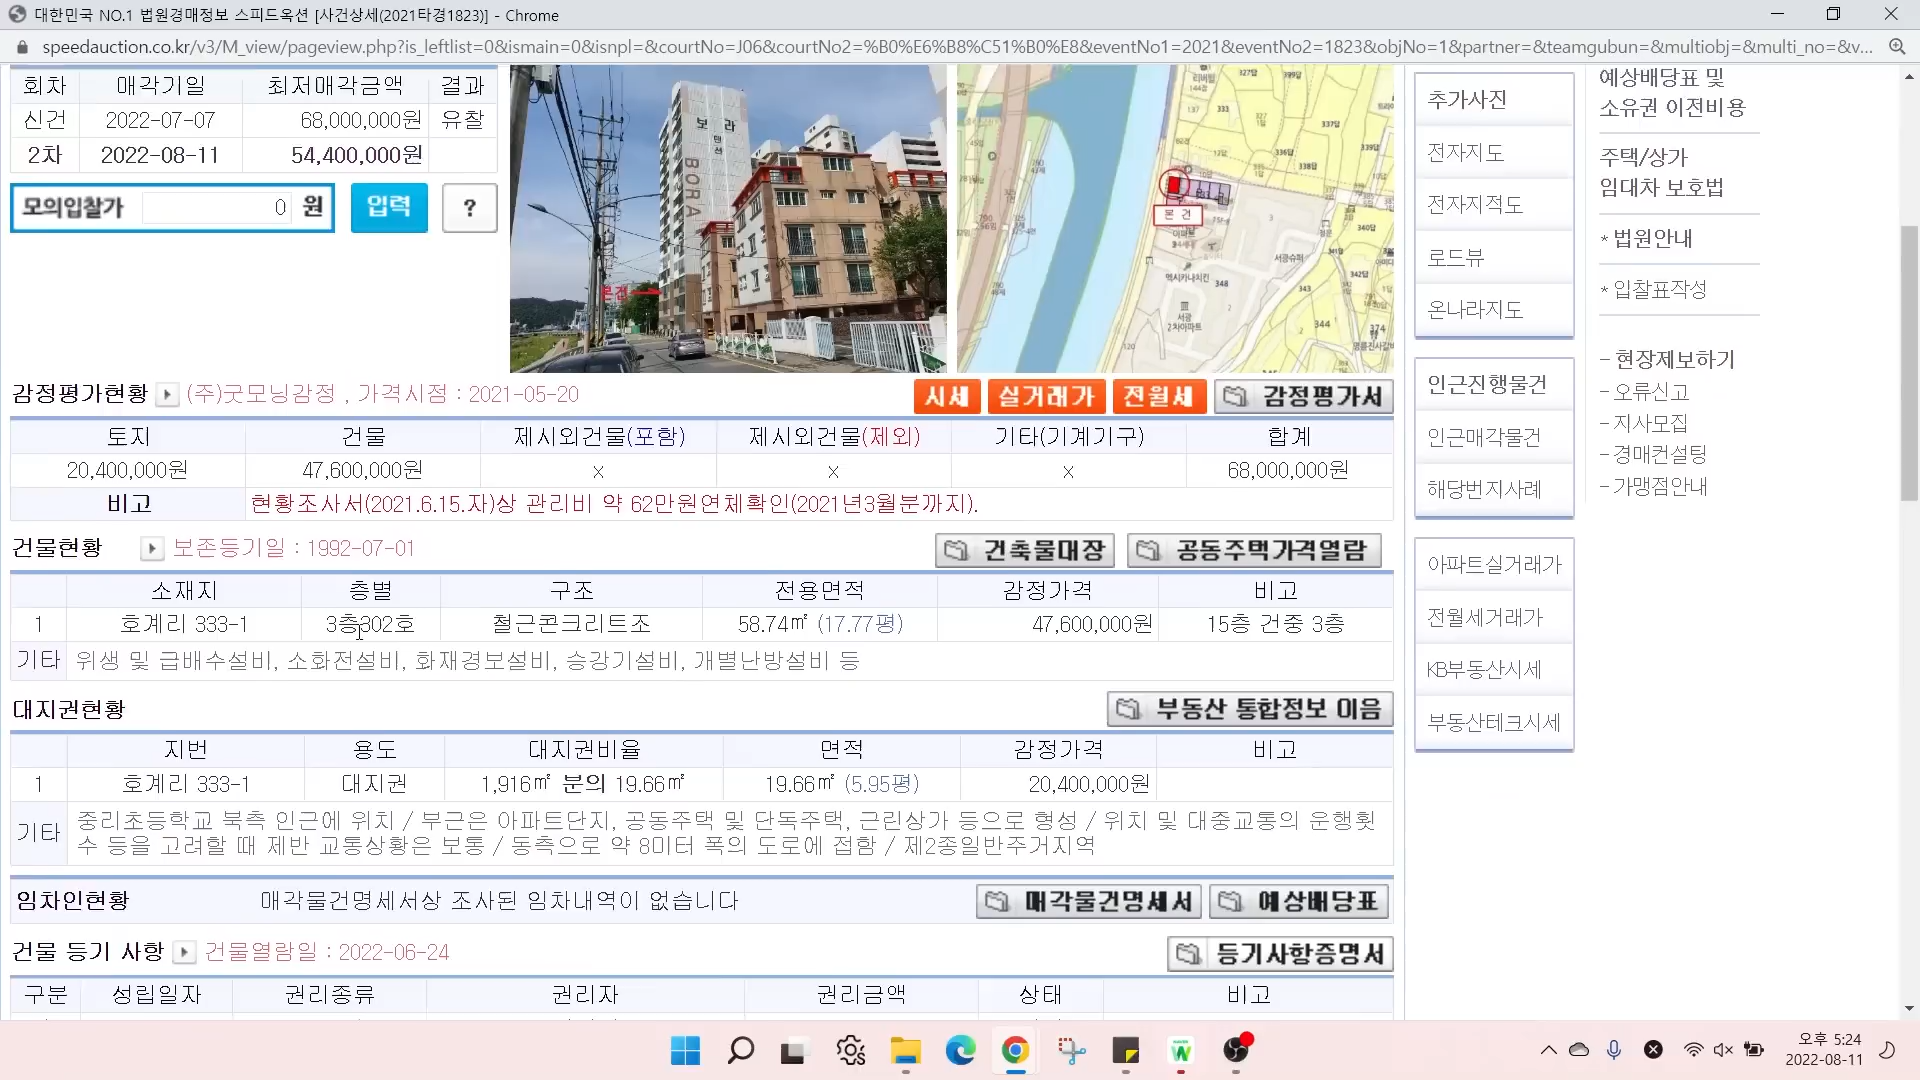 대한민국 NO.1 법원경매정보 스피드옥션 [사건상세(2021타경1823)] - Chrome
speedauction.co.kr/v3/M_view/pageview.php?is_leftlist=0&ismain=0&isnpl=&courtNo=J06&courtNo2=%B0%E6%B8%C51%B0%E8&eventNo1=2021&eventNo2=1823&objNo=1&partner=&teamgubun=&multiobj=&multi_no=&v...
회차 매각기일 최저매각금액 결과
신건 2022-07-07 68,000,000원 유찰
2차 2022-08-11 54,400,000원
모의입찰가 0 원 입력 ?
보라
맨션
BORA
본건
본 건
서광슈퍼
멕시카나치킨
서광
2차아파트
감정평가현황 (주)굿모닝감정 , 가격시점 : 2021-05-20
시세 실거래가 전월세 감정평가서
토지 건물 제시외건물(포함) 제시외건물(제외) 기타(기계기구) 합계
20,400,000원 47,600,000원 x x x 68,000,000원
비고 현황조사서(2021.6.15.자)상 관리비 약 62만원연체확인(2021년3월분까지).
건물현황 보존등기일 : 1992-07-01
건축물대장 공동주택가격열람
소재지 층별 구조 전용면적 감정가격 비고
1 호계리 333-1 3층302호 철근콘크리트조 58.74㎡ (17.77평) 47,600,000원 15층 건중 3층
기타 위생 및 급배수설비, 소화전설비, 화재경보설비, 승강기설비, 개별난방설비 등
대지권현황
부동산 통합정보 이음
지번 용도 대지권비율 면적 감정가격 비고
1 호계리 333-1 대지권 1,916㎡ 분의 19.66㎡ 19.66㎡ (5.95평) 20,400,000원
기타 중리초등학교 북측 인근에 위치 / 부근은 아파트단지, 공동주택 및 단독주택, 근린상가 등으로 형성 / 위치 및 대중교통의 운행횟
수 등을 고려할 때 제반 교통상황은 보통 / 동측으로 약 8미터 폭의 도로에 접함 / 제2종일반주거지역
임차인현황 매각물건명세서상 조사된 임차내역이 없습니다
매각물건명세서 예상배당표
건물 등기 사항 건물열람일 : 2022-06-24
등기사항증명서
구분 성립일자 권리종류 권리자 권리금액 상태 비고
추가사진
전자지도
전자지적도
로드뷰
온나라지도
인근진행물건
인근매각물건
해당번지사례
아파트실거래가
전월세거래가
KB부동산시세
부동산테크시세
예상배당표 및
소유권 이전비용
주택/상가
임대차 보호법
* 법원안내
* 입찰표작성
- 현장제보하기
- 오류신고
- 지사모집
- 경매컨설팅
- 가맹점안내
오후 5:24
2022-08-11